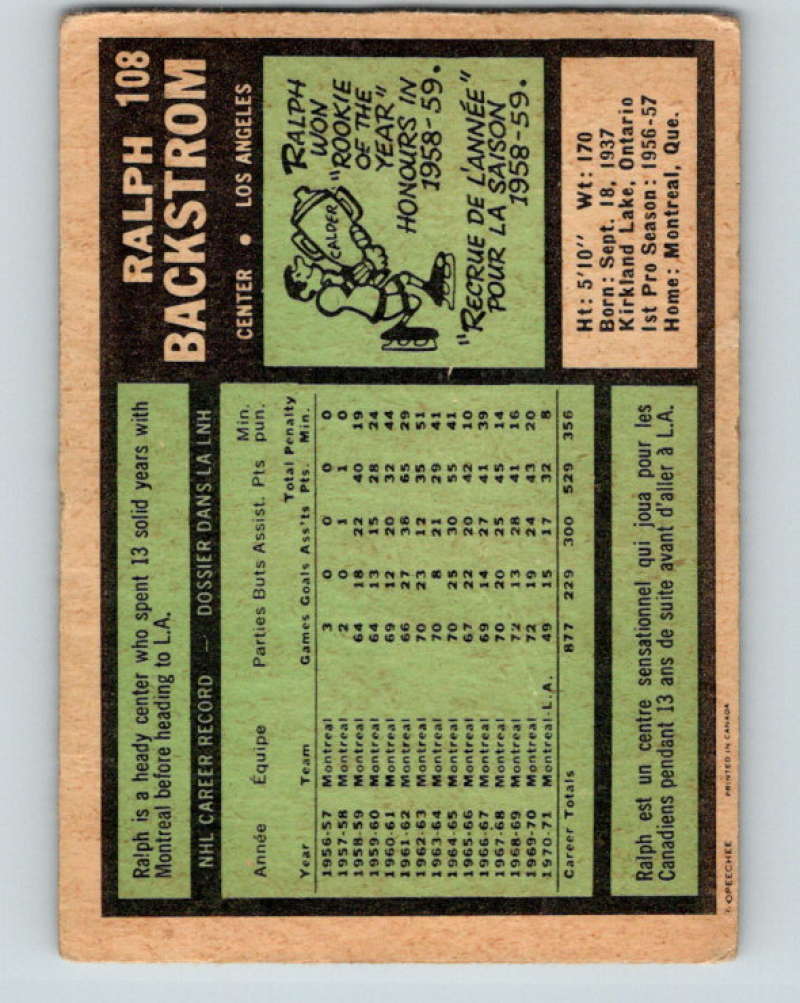 RALPH 108
BACKSTROM
CENTER • LOS ANGELES
RALPH
WON
"ROOKIE
OF THE
YEAR"
HONOURS IN
1958-59.
CALDER
"RECRUE DE L'ANNÉE"
POUR LA SAISON
1958-59.
Ht: 5'10" Wt: 170
Born: Sept. 18, 1937
Kirkland Lake, Ontario
1st Pro Season: 1956-57
Home: Montreal, Que.
Ralph is a heady center who spent 13 solid years with
Montreal before heading to L.A.
NHL CAREER RECORD — DOSSIER DANS LA LNH
Année Équipe Parties Buts Assist. Pts Min. pun.
Year Team Games Goals Ass'ts Total Pts. Penalty Min.
1956-57 Montreal 3 0 0 0 0
1957-58 Montreal 2 0 1 1 0
1958-59 Montreal 64 18 22 40 19
1959-60 Montreal 64 13 15 28 24
1960-61 Montreal 69 12 20 32 44
1961-62 Montreal 66 27 38 65 29
1962-63 Montreal 70 23 12 35 51
1963-64 Montreal 70 8 21 29 41
1964-65 Montreal 70 25 30 55 41
1965-66 Montreal 67 22 20 42 10
1966-67 Montreal 69 14 27 41 39
1967-68 Montreal 70 20 25 45 14
1968-69 Montreal 72 13 28 41 16
1969-70 Montreal 72 19 24 43 20
1970-71 Montreal-L.A. 49 15 17 32 8
Career Totals 877 229 300 529 356
Ralph est un centre sensationnel qui joua pour les
Canadiens pendant 13 ans de suite avant d'aller à L.A.
OPEECHEE PRINTED IN CANADA